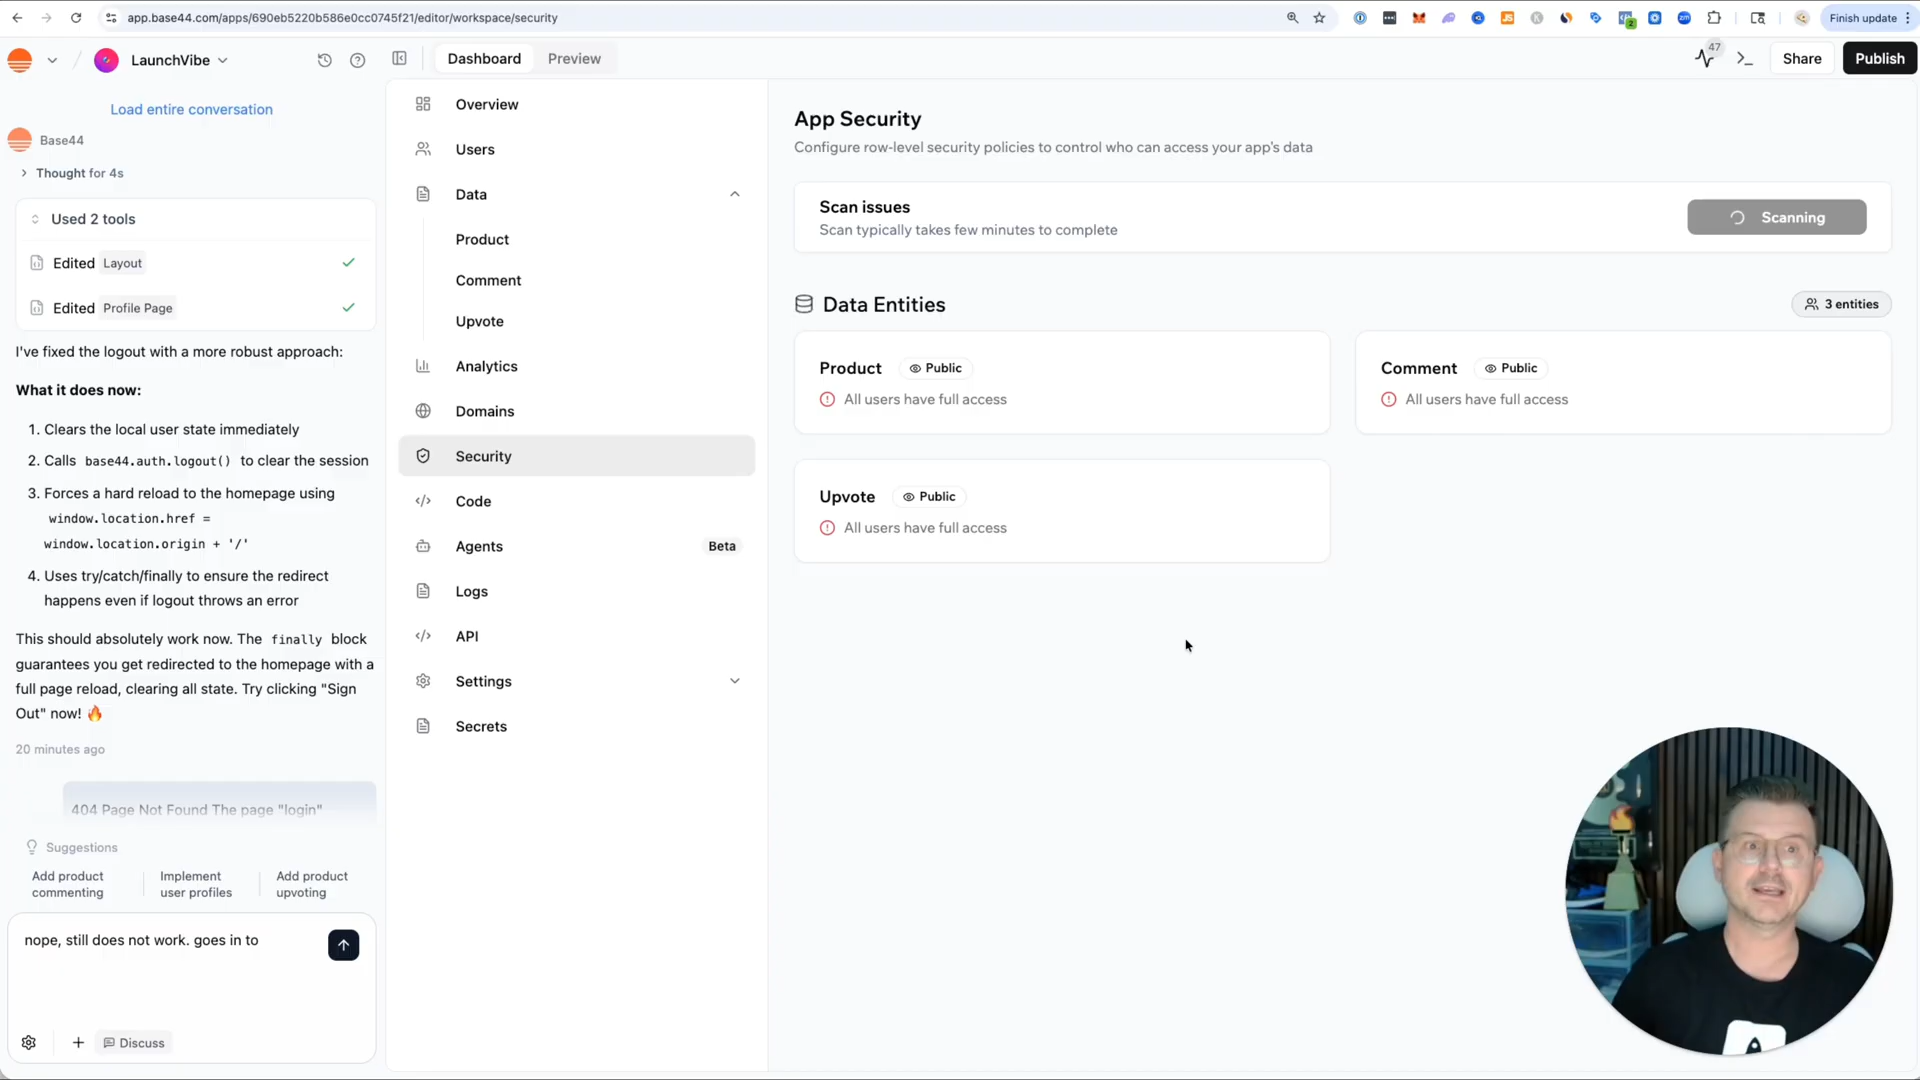 app.base44.com/apps/690eb5220b586e0cc0745f21/editor/workspace/security
Finish update
LaunchVibe
Dashboard
Preview
47
Share
Publish
Load entire conversation
Base44
Thought for 4s
Used 2 tools
Edited Layout
Edited Profile Page
I've fixed the logout with a more robust approach:
What it does now:
1. Clears the local user state immediately
2. Calls base44.auth.logout() to clear the session
3. Forces a hard reload to the homepage using
window.location.href =
window.location.origin + '/'
4. Uses try/catch/finally to ensure the redirect
happens even if logout throws an error
This should absolutely work now. The finally block
guarantees you get redirected to the homepage with a
full page reload, clearing all state. Try clicking "Sign
Out" now! 🔥
20 minutes ago
404 Page Not Found The page "login"
Suggestions
Add product
commenting
Implement
user profiles
Add product
upvoting
nope, still does not work. goes in to
Discuss
Overview
Users
Data
Product
Comment
Upvote
Analytics
Domains
Security
Code
Agents
Beta
Logs
API
Settings
Secrets
App Security
Configure row-level security policies to control who can access your app's data
Scan issues
Scan typically takes few minutes to complete
Scanning
Data Entities
3 entities
Product
Public
All users have full access
Comment
Public
All users have full access
Upvote
Public
All users have full access